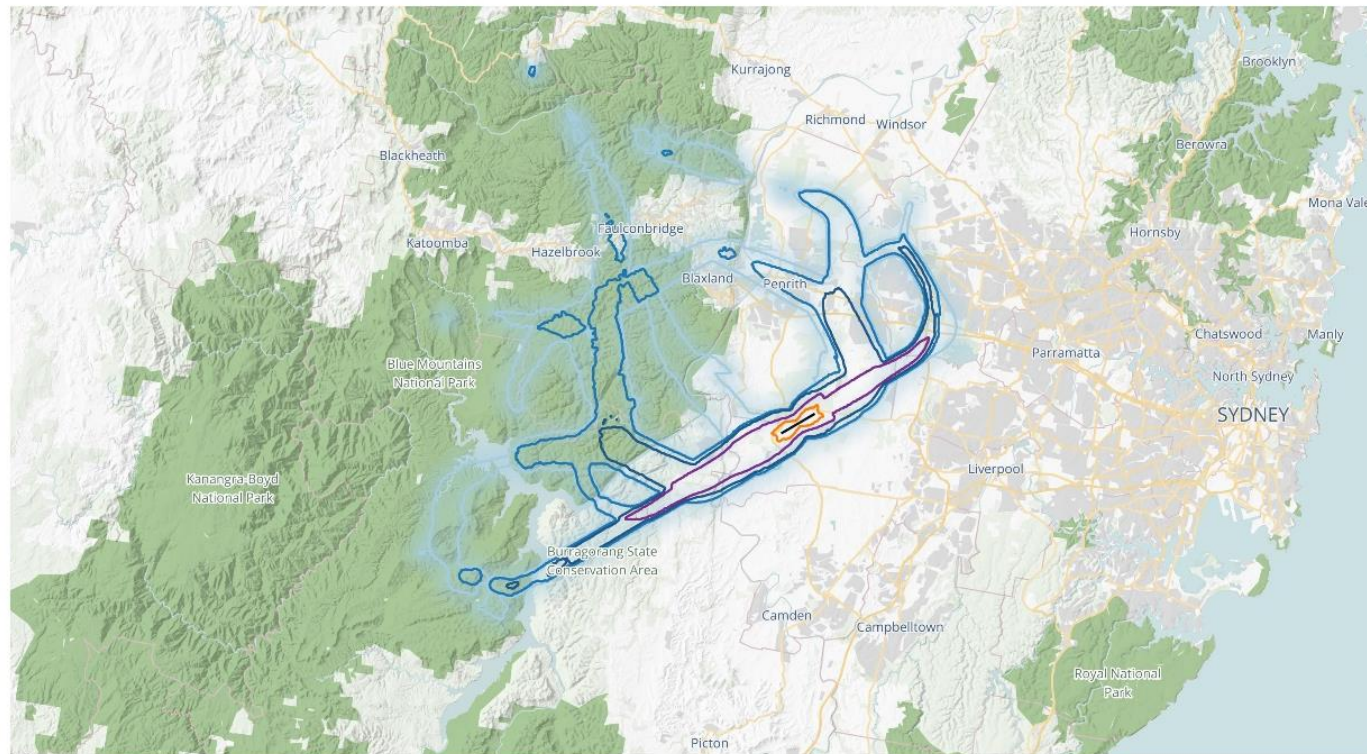 Brooklyn
Kurrajong
Richmond
Windsor
Berowra
Blackheath
Mona Vale
Faulconbridge
Hornsby
Katoomba
Hazelbrook
Blaxland
Penrith
Chatswood
Manly
Parramatta
Blue Mountains
National Park
North Sydney
SYDNEY
Liverpool
Kanangra-Boyd
National Park
Burragorang State
Conservation Area
Camden
Campbelltown
Royal National
Park
Picton